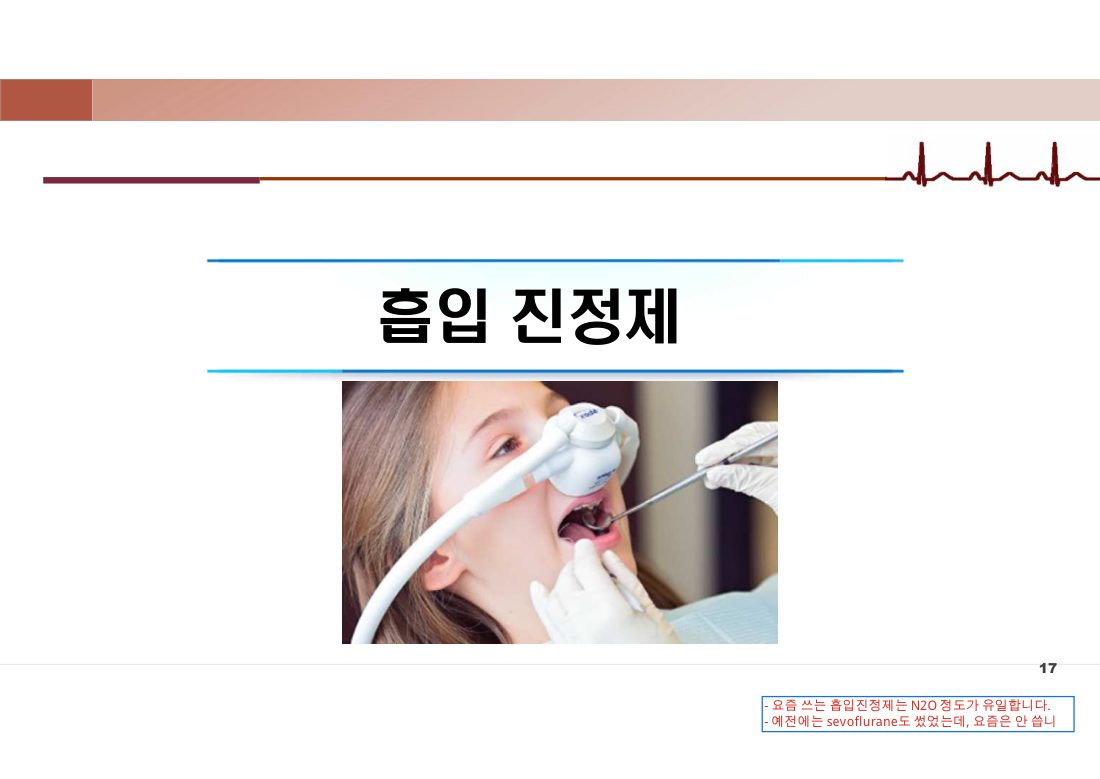 흡입 진정제
17
- 요즘 쓰는 흡입진정제는 N2O 정도가 유일합니다.
- 예전에는 sevoflurane도 썼었는데, 요즘은 안 씁니